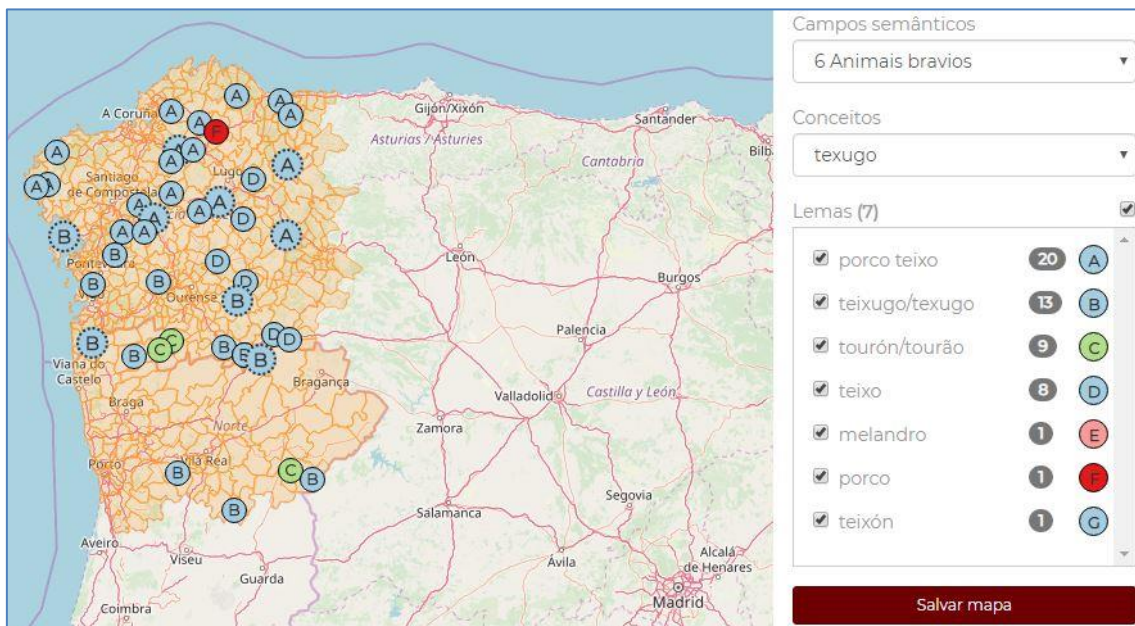 Campos semânticos
6 Animais bravios
Conceitos
texugo
Lemas (7)
porco teixo 20 A
teixugo/texugo 13 B
tourón/tourão 9 C
teixo 8 D
melandro 1 E
porco 1 F
teixón 1 G
Salvar mapa
A Coruña
Gijón/Xixón
Santander
Asturias / Asturies
Cantabria
Lugo
Santiago
de Compostela
León
Burgos
Ourense
Palencia
Viana do
Castelo
Bragança
Valladolid
Castilla y León
Braga
Zamora
Norte
Porto
Vila Real
Segovia
Salamanca
Aveiro
Viseu
Ávila
Alcalá
de Henares
Guarda
Madrid
Coimbra